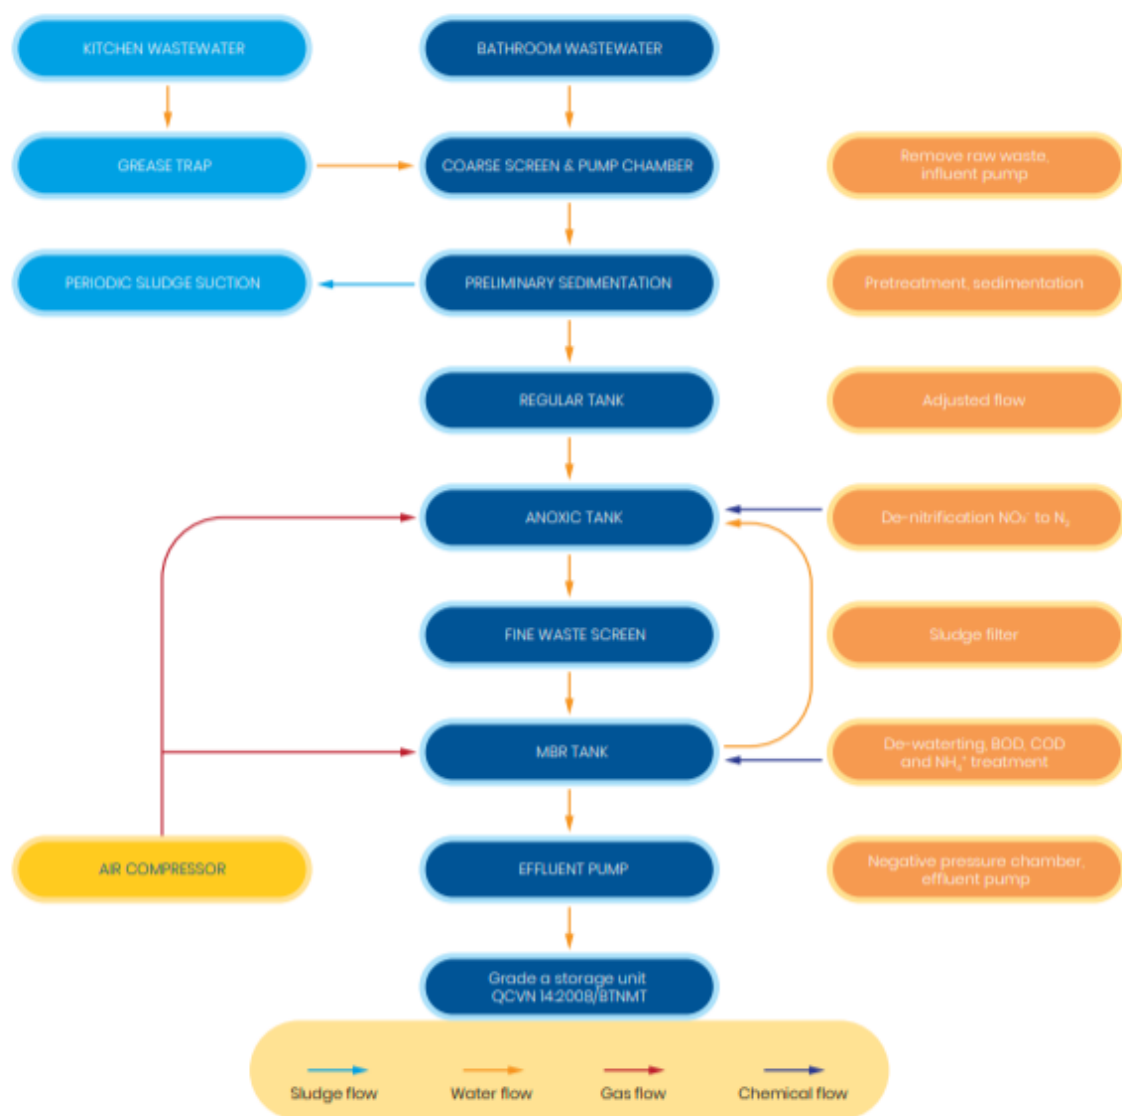 KITCHEN WASTEWATER
BATHROOM WASTEWATER
GREASE TRAP
COARSE SCREEN & PUMP CHAMBER
Remove raw waste,
influent pump
PERIODIC SLUDGE SUCTION
PRELIMINARY SEDIMENTATION
Pretreatment, sedimentation
REGULAR TANK
Adjusted flow
ANOXIC TANK
De-nitrification NO₃⁻ to N₂
FINE WASTE SCREEN
Sludge filter
MBR TANK
De-waterting, BOD, COD
and NH₄⁺ treatment
AIR COMPRESSOR
EFFLUENT PUMP
Negative pressure chamber,
effluent pump
Grade a storage unit
QCVN 14:2008/BTNMT
Sludge flow
Water flow
Gas flow
Chemical flow